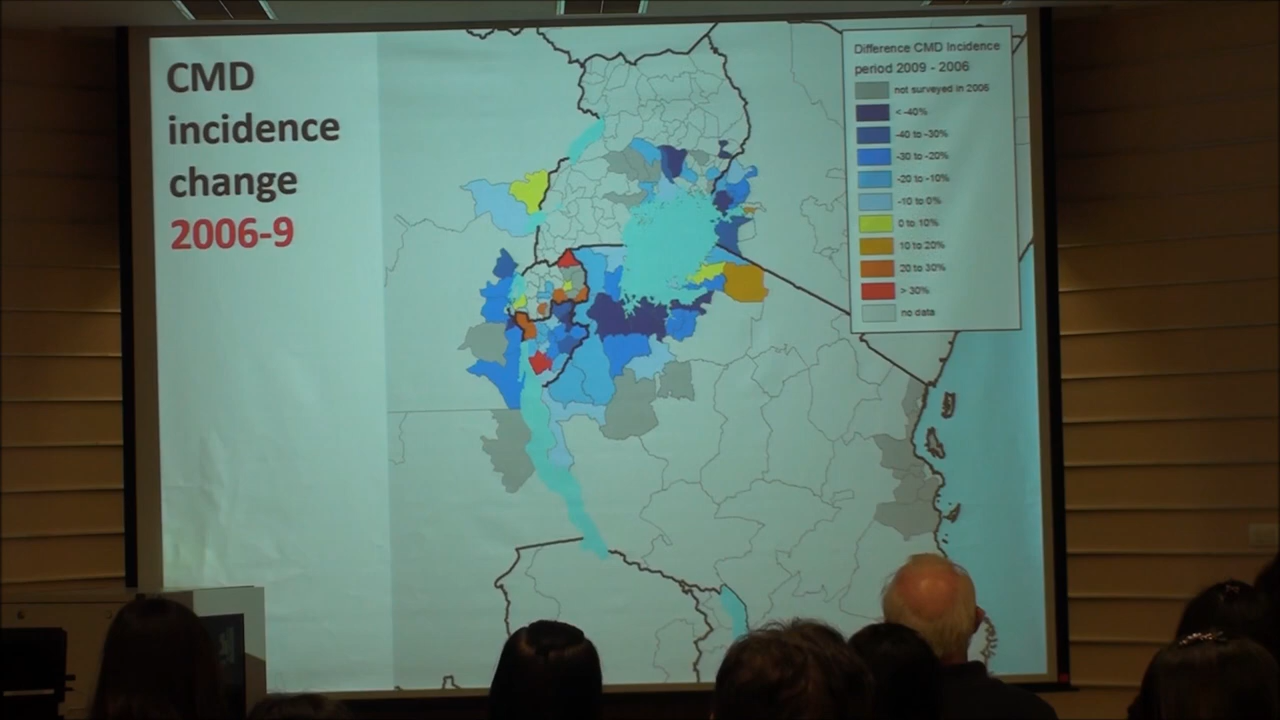 CMD
incidence
change
2006-9
Difference CMD Incidence
period 2009 - 2006
not surveyed in 2006
< -40%
-40 to -30%
-30 to -20%
-20 to -10%
-10 to 0%
0 to 10%
10 to 20%
20 to 30%
> 30%
no data